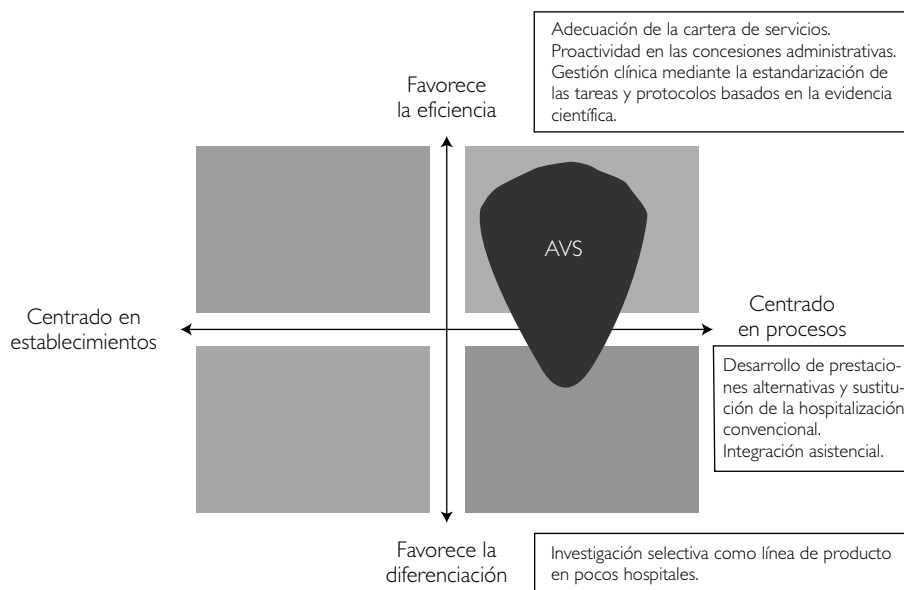 Adecuación de la cartera de servicios.
Proactividad en las concesiones administrativas.
Gestión clínica mediante la estandarización de
las tareas y protocolos basados en la evidencia
científica.
Favorece
la eficiencia
AVS
Centrado en
establecimientos
Centrado
en procesos
Desarrollo de prestacio-
nes alternativas y sustitu-
ción de la hospitalización
convencional.
Integración asistencial.
Favorece la
diferenciación
Investigación selectiva como línea de producto
en pocos hospitales.